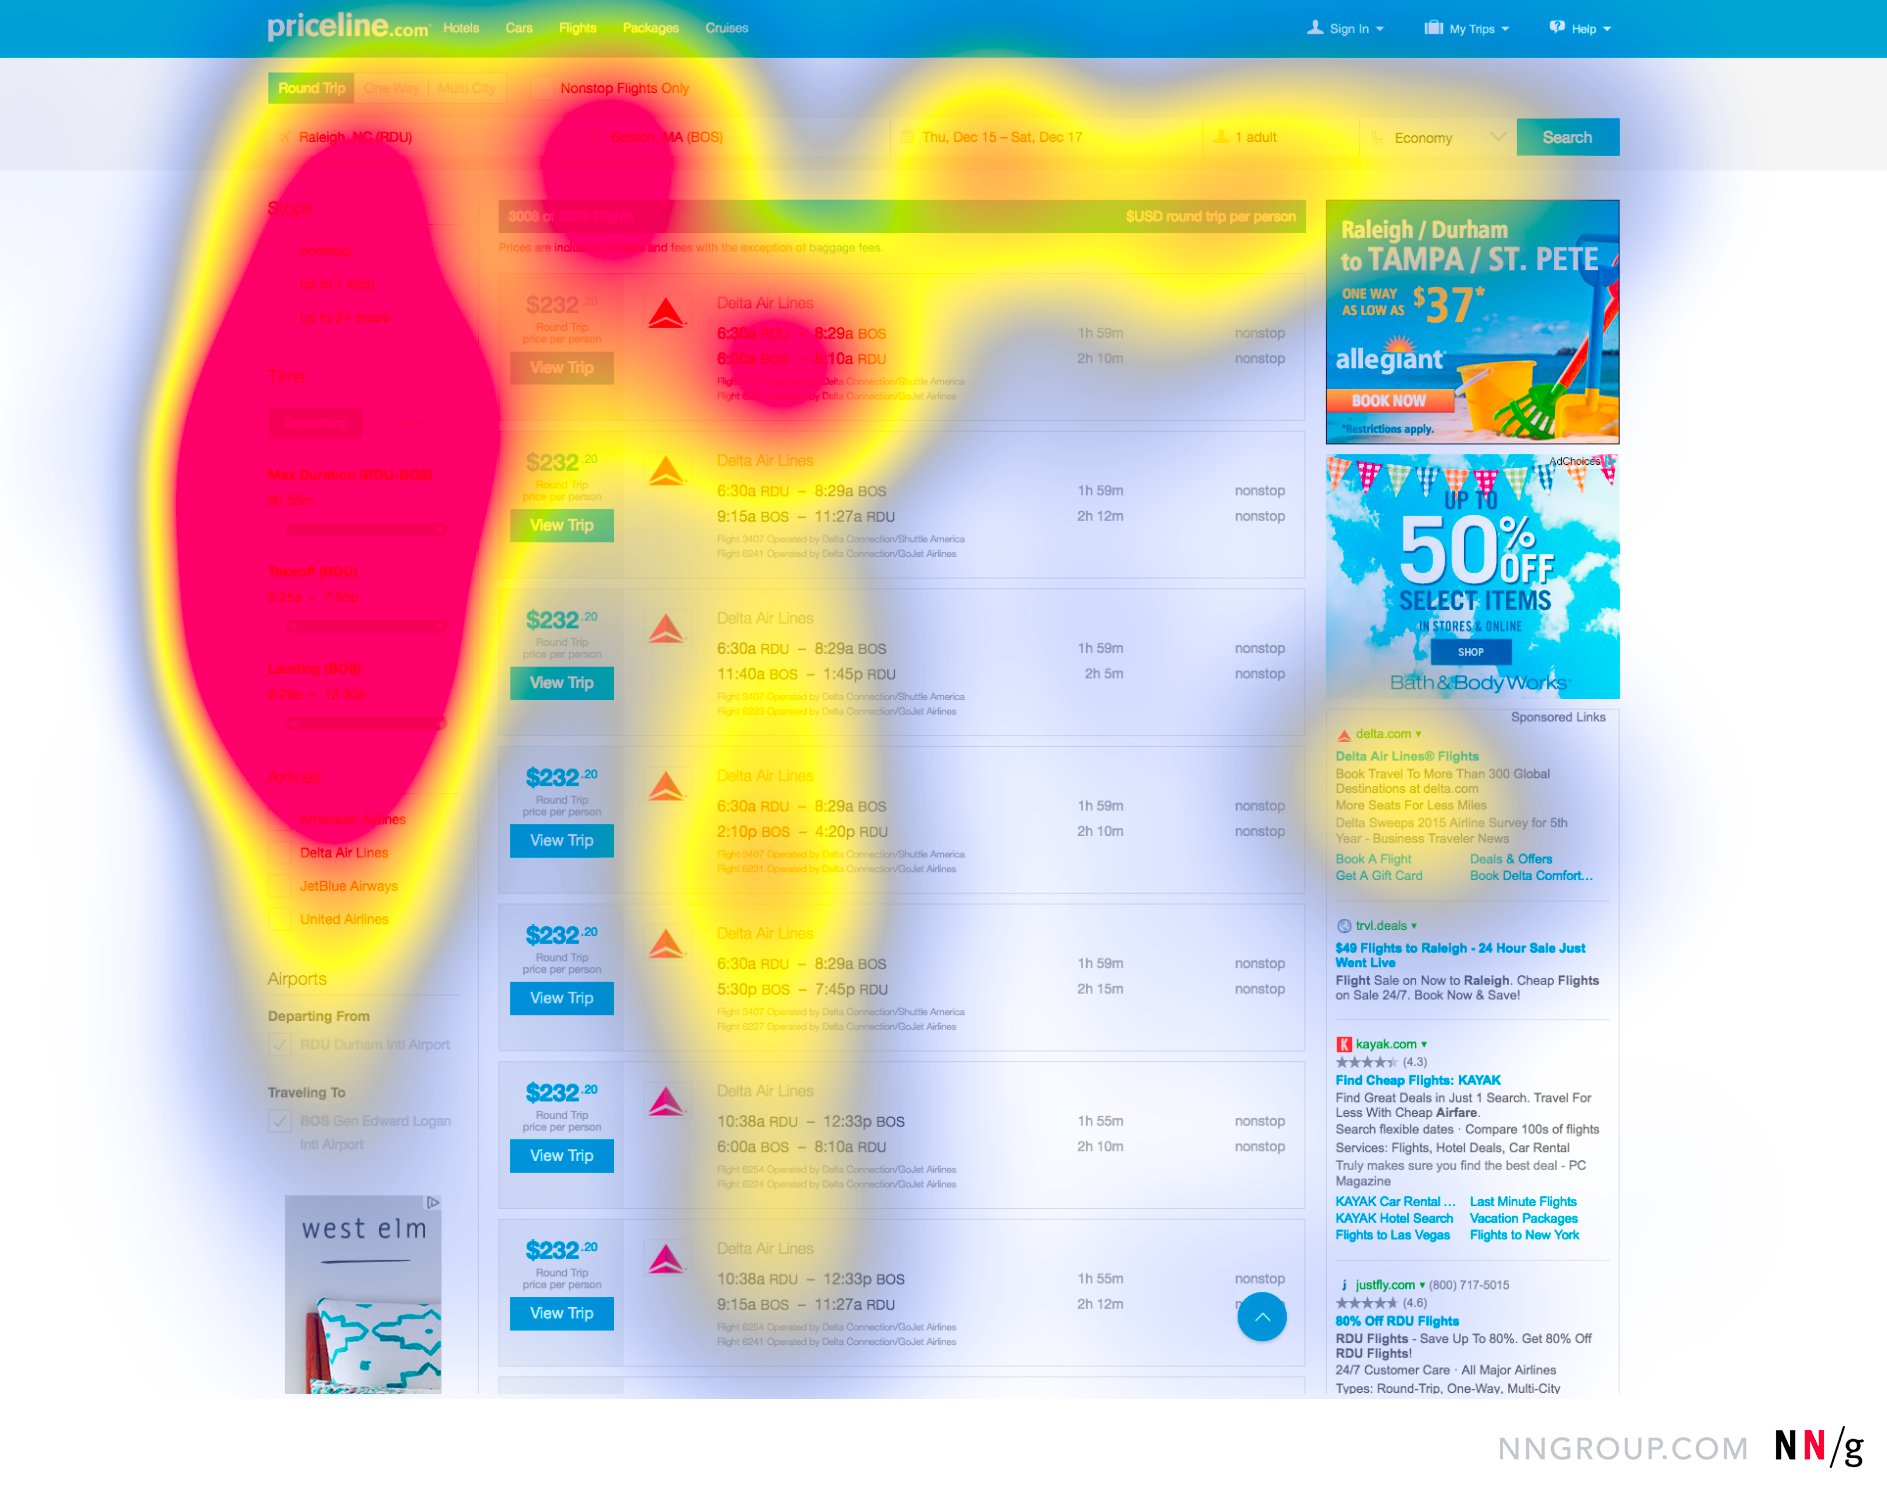 priceline.com Hotels Cars Flights Packages Cruises Sign In My Trips Help
Round Trip One Way Multi City Nonstop Flights Only
Raleigh, NC (RDU) Boston, MA (BOS) Thu, Dec 15 – Sat, Dec 17 1 adult Economy Search
Stops
nonstop
up to 1 stop
up to 2+ stops
Time
Departure
Max Duration (RDU-BOS)
Takeoff (RDU)
Landing (BOS)
Airlines
American Airlines
Delta Air Lines
JetBlue Airways
United Airlines
Airports
Departing From
RDU Durham Intl Airport
Traveling To
BOS Gen Edward Logan
Intl Airport
west elm
$USD round trip per person
Prices are and fees with the exception of baggage fees.
$232.20
Round Trip
price per person
View Trip
Delta Air Lines
6:30a RDU – 8:29a BOS 1h 59m nonstop
6:00a BOS – 8:10a RDU 2h 10m nonstop
Delta Connection/Shuttle America
Delta Connection/GoJet Airlines
$232.20
Round Trip
price per person
View Trip
Delta Air Lines
6:30a RDU – 8:29a BOS 1h 59m nonstop
9:15a BOS – 11:27a RDU 2h 12m nonstop
Flight 3407 Operated by Delta Connection/Shuttle America
Flight 6241 Operated by Delta Connection/GoJet Airlines
$232.20
Round Trip
price per person
View Trip
Delta Air Lines
6:30a RDU – 8:29a BOS 1h 59m nonstop
11:40a BOS – 1:45p RDU 2h 5m nonstop
Flight 3407 Operated by Delta Connection/Shuttle America
Flight 6223 Operated by Delta Connection/GoJet Airlines
$232.20
Round Trip
price per person
View Trip
Delta Air Lines
6:30a RDU – 8:29a BOS 1h 59m nonstop
2:10p BOS – 4:20p RDU 2h 10m nonstop
Flight 3407 Operated by Delta Connection/Shuttle America
Flight 6231 Operated by Delta Connection/GoJet Airlines
$232.20
Round Trip
price per person
View Trip
Delta Air Lines
6:30a RDU – 8:29a BOS 1h 59m nonstop
5:30p BOS – 7:45p RDU 2h 15m nonstop
Flight 3407 Operated by Delta Connection/Shuttle America
Flight 6227 Operated by Delta Connection/GoJet Airlines
$232.20
Round Trip
price per person
View Trip
Delta Air Lines
10:38a RDU – 12:33p BOS 1h 55m nonstop
6:00a BOS – 8:10a RDU 2h 10m nonstop
Flight 6254 Operated by Delta Connection/GoJet Airlines
Flight 6224 Operated by Delta Connection/GoJet Airlines
$232.20
Round Trip
price per person
View Trip
Delta Air Lines
10:38a RDU – 12:33p BOS 1h 55m nonstop
9:15a BOS – 11:27a RDU 2h 12m
Flight 6254 Operated by Delta Connection/GoJet Airlines
Flight 6241 Operated by Delta Connection/GoJet Airlines
Raleigh / Durham
to TAMPA / ST. PETE
ONE WAY
AS LOW AS $37*
allegiant
BOOK NOW
*Restrictions apply.
AdChoices
UP TO
50% OFF
SELECT ITEMS
IN STORES & ONLINE
SHOP
Bath & Body Works
Sponsored Links
delta.com
Delta Air Lines® Flights
Book Travel To More Than 300 Global
Destinations at delta.com
More Seats For Less Miles
Delta Sweeps 2015 Airline Survey for 5th
Year - Business Traveler News
Book A Flight Deals & Offers
Get A Gift Card Book Delta Comfort...
trvl.deals
$49 Flights to Raleigh - 24 Hour Sale Just
Went Live
Flight Sale on Now to Raleigh. Cheap Flights
on Sale 24/7. Book Now & Save!
kayak.com
(4.3)
Find Cheap Flights: KAYAK
Find Great Deals in Just 1 Search. Travel For
Less With Cheap Airfare.
Search flexible dates · Compare 100s of flights
Services: Flights, Hotel Deals, Car Rental
Truly makes sure you find the best deal - PC
Magazine
KAYAK Car Rental ... Last Minute Flights
KAYAK Hotel Search Vacation Packages
Flights to Las Vegas Flights to New York
justfly.com (800) 717-5015
(4.6)
80% Off RDU Flights
RDU Flights - Save Up To 80%. Get 80% Off
RDU Flights!
24/7 Customer Care · All Major Airlines
Types: Round-Trip, One-Way, Multi-City
NNGROUP.COM NN/g